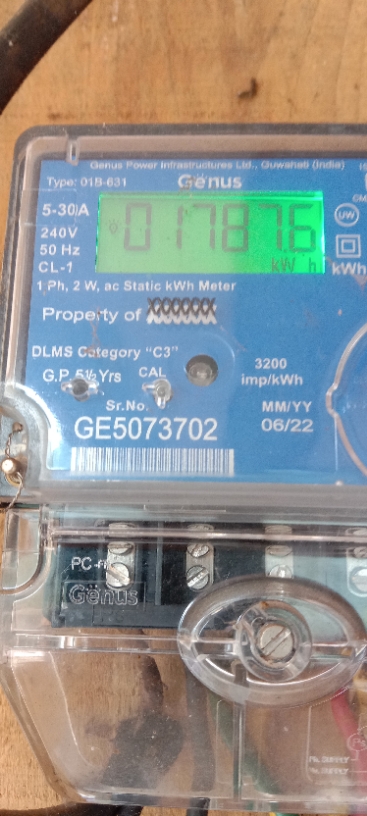 Genus Power Infrastructures Ltd., Guwahati (India)
Type: 01B-631
Genus
5-30A
240V
50 Hz
CL-1
017876
kW h
UW
kWh
1 Ph, 2 W, ac Static kWh Meter
Property of
DLMS Category "C3"
G.P. 5½ Yrs
CAL
3200
imp/kWh
Sr.No.
MM/YY
GE5073702
06/22
Genus